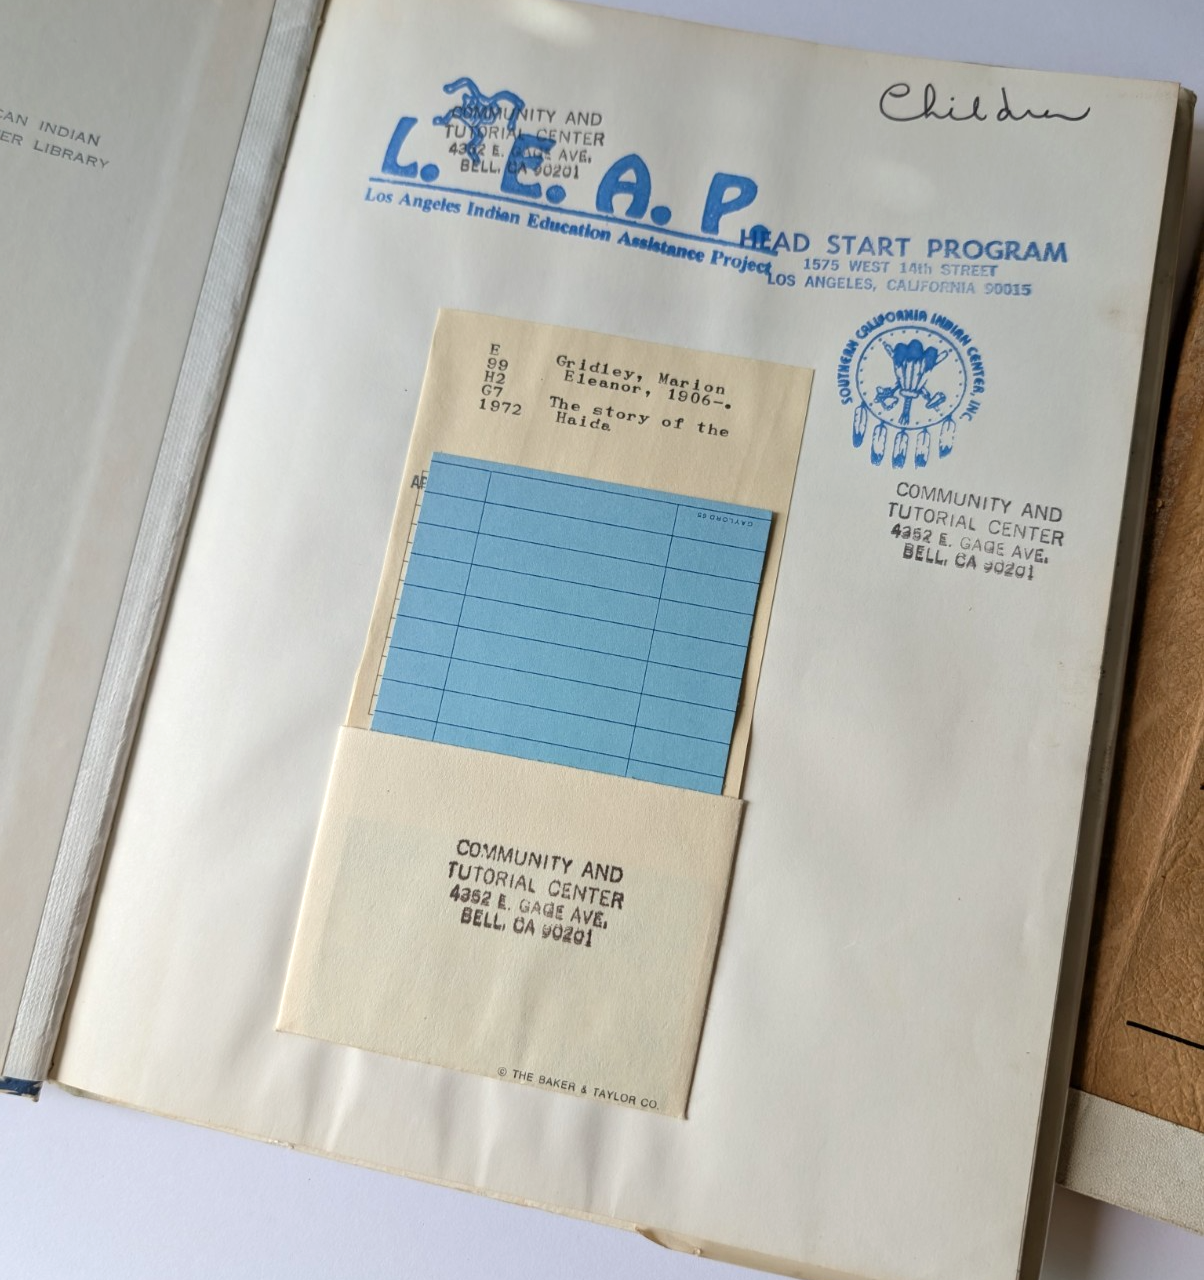 CAN INDIAN
ER LIBRARY
Children
COMMUNITY AND
TUTORIAL CENTER
4352 E. GAGE AVE.
BELL, CA 90201
L. E. A. P.
Los Angeles Indian Education Assistance Project
HEAD START PROGRAM
1575 WEST 14th STREET
LOS ANGELES, CALIFORNIA 90015
SOUTHERN CALIFORNIA INDIAN CENTER, INC.
E
99
H2
G7
1972
Gridley, Marion
Eleanor, 1906-.
The story of the
Haida
GAYLORD 65
COMMUNITY AND
TUTORIAL CENTER
4352 E. GAGE AVE.
BELL, CA 90201
COMMUNITY AND
TUTORIAL CENTER
4352 E. GAGE AVE.
BELL, CA 90201
© THE BAKER & TAYLOR CO.